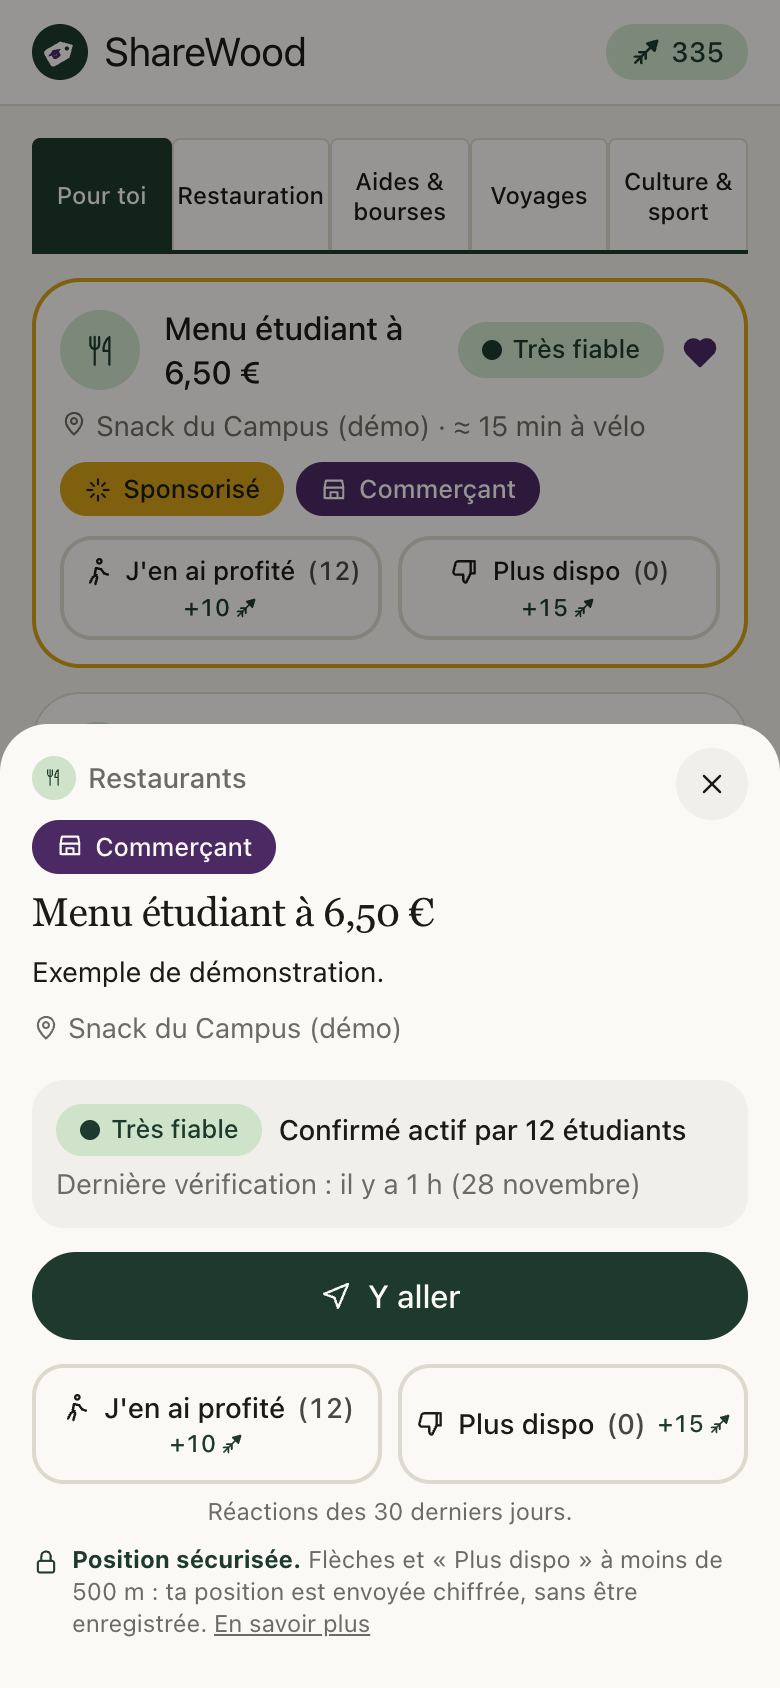 ShareWood
335
Pour toi
Restauration
Aides &
bourses
Voyages
Culture &
sport
Menu étudiant à
6,50 €
Très fiable
Snack du Campus (démo) · ≈ 15 min à vélo
Sponsorisé
Commerçant
J'en ai profité (12)
+10
Plus dispo (0)
+15
Restaurants
Commerçant
Menu étudiant à 6,50 €
Exemple de démonstration.
Snack du Campus (démo)
Très fiable
Confirmé actif par 12 étudiants
Dernière vérification : il y a 1 h (28 novembre)
Y aller
J'en ai profité (12)
+10
Plus dispo (0) +15
Réactions des 30 derniers jours.
Position sécurisée. Flèches et « Plus dispo » à moins de
500 m : ta position est envoyée chiffrée, sans être
enregistrée. En savoir plus